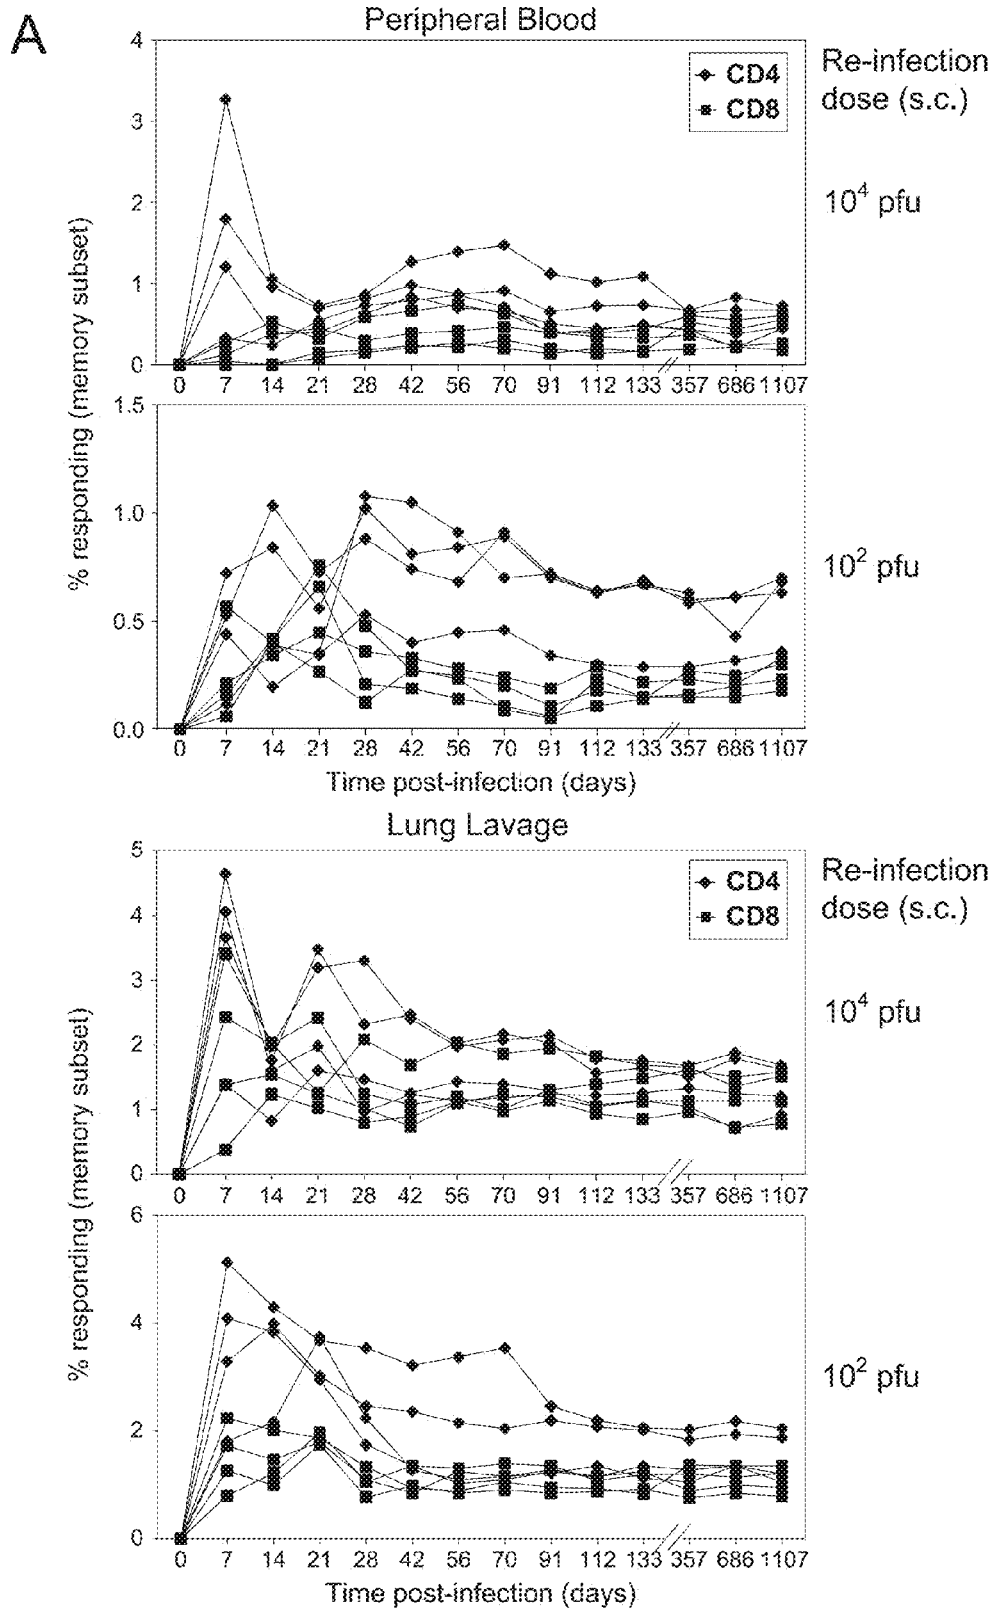 A
Peripheral Blood
4
3
2
1
0
CD4
CD8
Re-infection
dose (s.c.)
10⁴ pfu
0 7 14 21 28 42 56 70 91 112 133 357 686 1107
% responding (memory subset)
1.5
1.0
0.5
0.0
10² pfu
0 7 14 21 28 42 56 70 91 112 133 357 686 1107
Time post-infection (days)
Lung Lavage
5
4
3
2
1
0
CD4
CD8
Re-infection
dose (s.c.)
10⁴ pfu
0 7 14 21 28 42 56 70 91 112 133 357 686 1107
% responding (memory subset)
6
4
2
0
10² pfu
0 7 14 21 28 42 56 70 91 112 133 357 686 1107
Time post-infection (days)